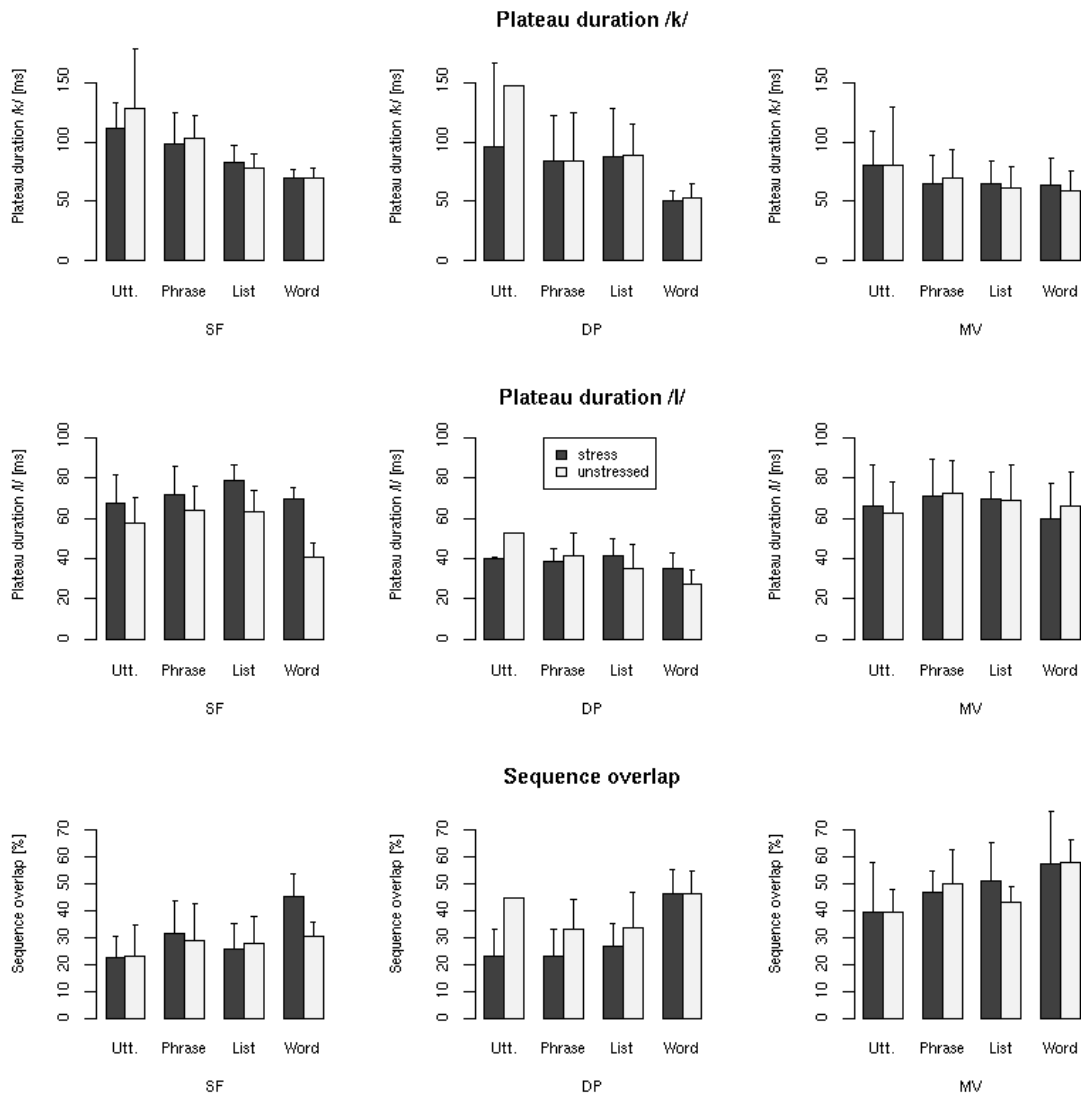 Plateau duration /k/
Plateau duration /k/ [ms]
0 50 100 150
Utt. Phrase List Word
SF
Plateau duration /k/ [ms]
0 50 100 150
Utt. Phrase List Word
DP
Plateau duration /k/ [ms]
0 50 100 150
Utt. Phrase List Word
MV
Plateau duration /l/
Plateau duration /l/ [ms]
0 20 40 60 80 100
Utt. Phrase List Word
SF
Plateau duration /l/ [ms]
0 20 40 60 80 100
stress
unstressed
Utt. Phrase List Word
DP
Plateau duration /l/ [ms]
0 20 40 60 80 100
Utt. Phrase List Word
MV
Sequence overlap
Sequence overlap [%]
0 10 20 30 40 50 60 70
Utt. Phrase List Word
SF
Sequence overlap [%]
0 10 20 30 40 50 60 70
Utt. Phrase List Word
DP
Sequence overlap [%]
0 10 20 30 40 50 60 70
Utt. Phrase List Word
MV